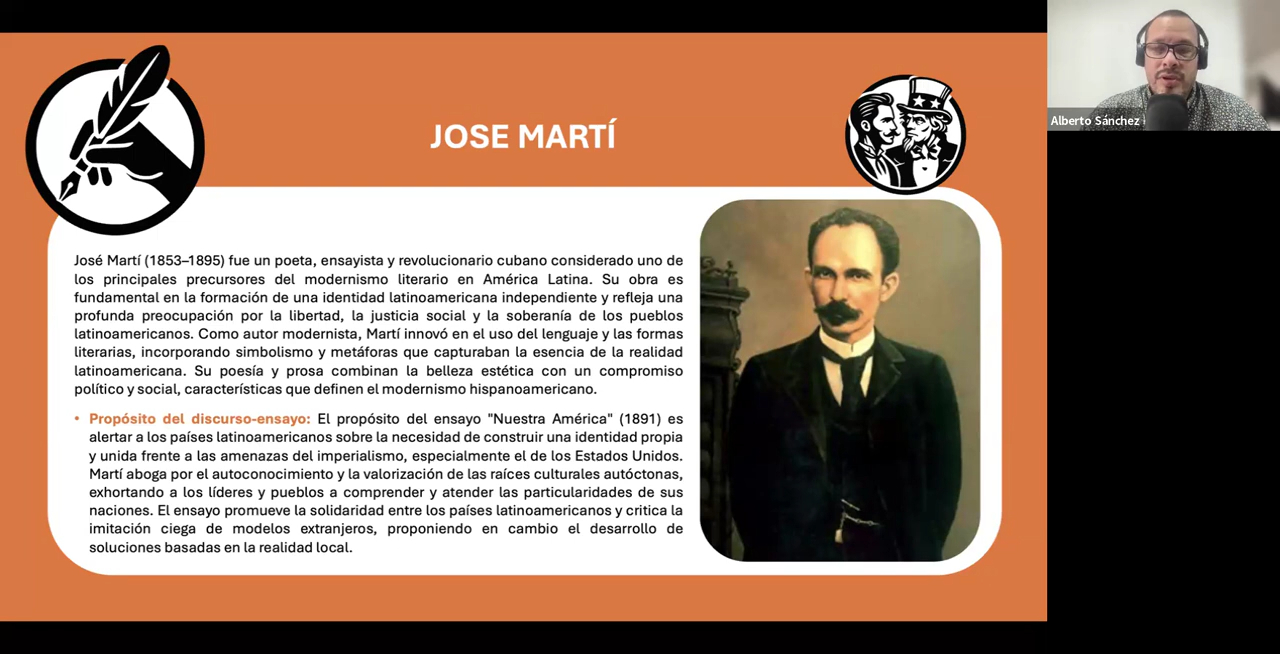 JOSE MARTÍ
José Martí (1853–1895) fue un poeta, ensayista y revolucionario cubano considerado uno de
los principales precursores del modernismo literario en América Latina. Su obra es
fundamental en la formación de una identidad latinoamericana independiente y refleja una
profunda preocupación por la libertad, la justicia social y la soberanía de los pueblos
latinoamericanos. Como autor modernista, Martí innovó en el uso del lenguaje y las formas
literarias, incorporando simbolismo y metáforas que capturaban la esencia de la realidad
latinoamericana. Su poesía y prosa combinan la belleza estética con un compromiso
político y social, características que definen el modernismo hispanoamericano.
• Propósito del discurso-ensayo: El propósito del ensayo "Nuestra América" (1891) es
alertar a los países latinoamericanos sobre la necesidad de construir una identidad propia
y unida frente a las amenazas del imperialismo, especialmente el de los Estados Unidos.
Martí aboga por el autoconocimiento y la valorización de las raíces culturales autóctonas,
exhortando a los líderes y pueblos a comprender y atender las particularidades de sus
naciones. El ensayo promueve la solidaridad entre los países latinoamericanos y critica la
imitación ciega de modelos extranjeros, proponiendo en cambio el desarrollo de
soluciones basadas en la realidad local.
Alberto Sánchez